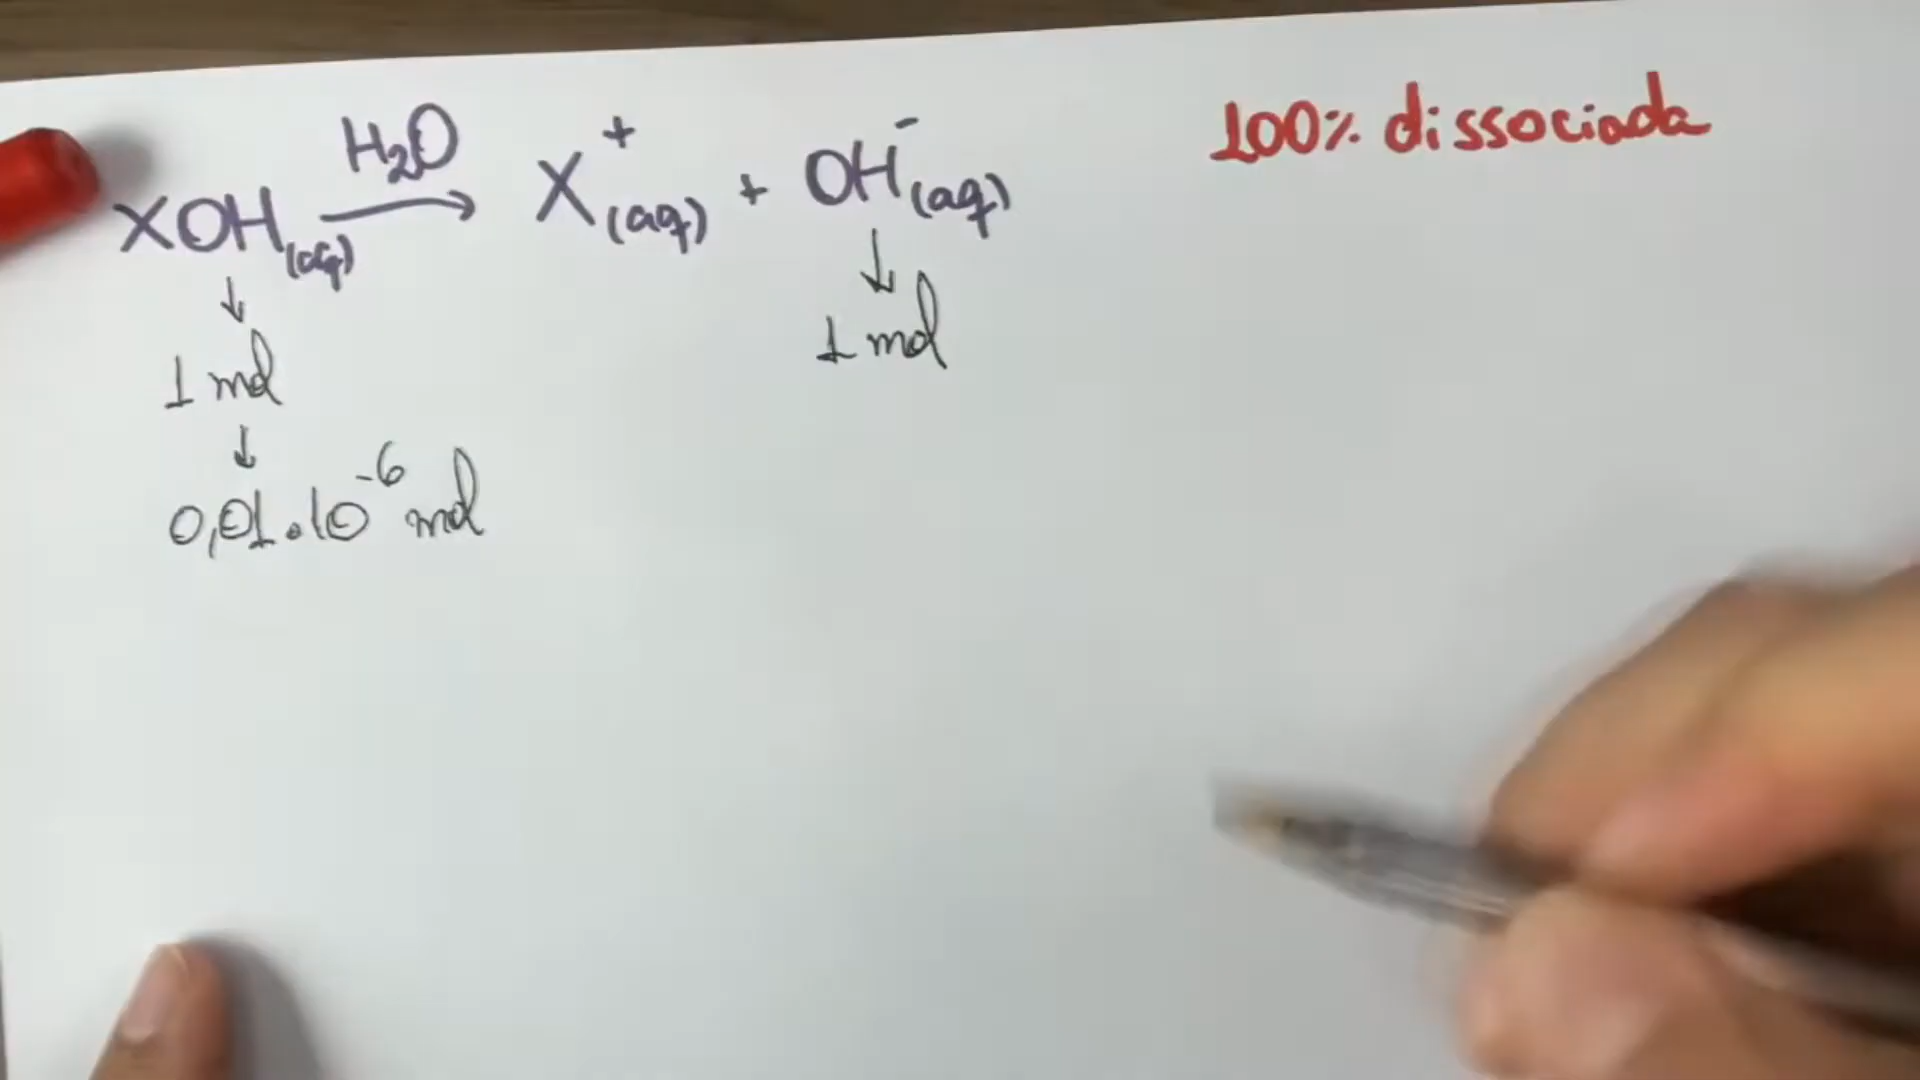 XOH(aq) H₂O → X⁺(aq) + OH⁻(aq)
100% dissociada
↓ ↓
1 mol 1 mol
↓
0,01.10⁻⁶ mol